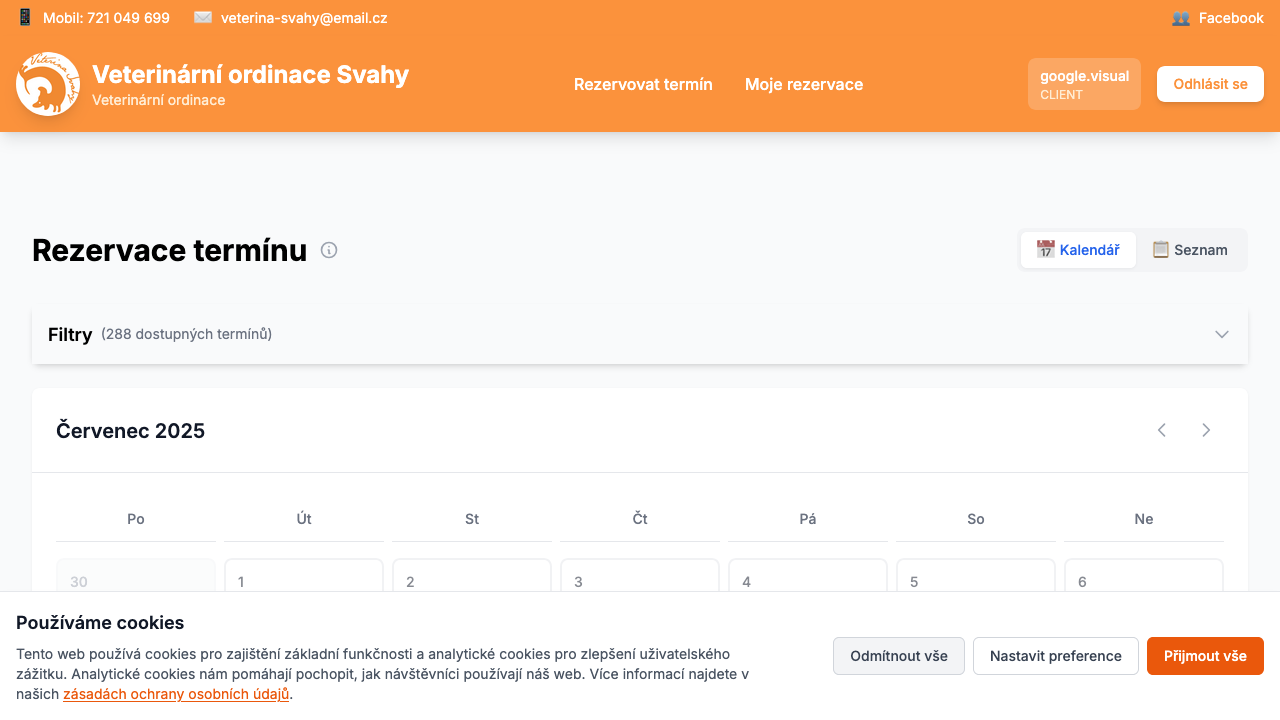 Mobil: 721 049 699
veterina-svahy@email.cz
Facebook
Veterinární ordinace Svahy
Veterinární ordinace
Rezervovat termín
Moje rezervace
google.visual
CLIENT
Odhlásit se
Rezervace termínu
Kalendář
Seznam
Filtry (288 dostupných termínů)
Červenec 2025
Po Út St Čt Pá So Ne
30 1 2 3 4 5 6
Používáme cookies
Tento web používá cookies pro zajištění základní funkčnosti a analytické cookies pro zlepšení uživatelského
zážitku. Analytické cookies nám pomáhají pochopit, jak návštěvníci používají náš web. Více informací najdete v
našich zásadách ochrany osobních údajů.
Odmítnout vše
Nastavit preference
Přijmout vše